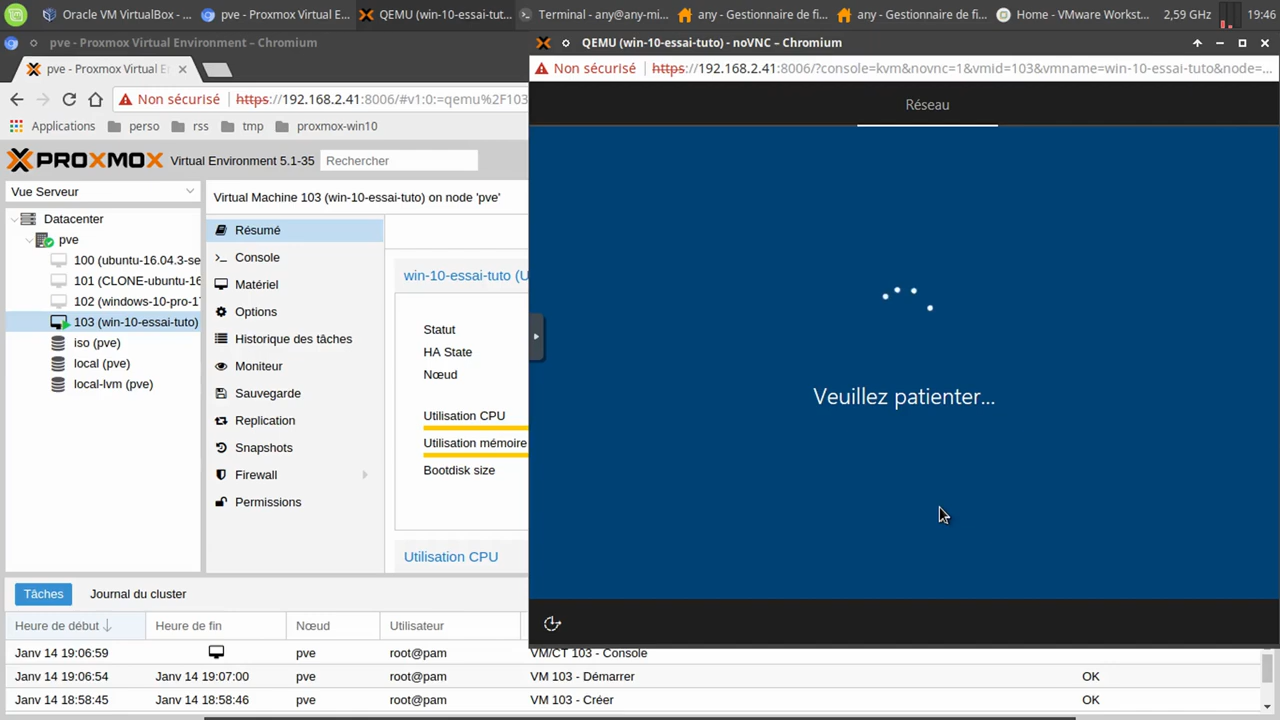 Oracle VM VirtualBox - ...
pve - Proxmox Virtual E...
QEMU (win-10-essai-tut...
Terminal - any@any-mi...
any - Gestionnaire de fi...
any - Gestionnaire de fi...
Home - VMware Workst...
2,59 GHz
19:46
pve - Proxmox Virtual Environment – Chromium
pve - Proxmox Virtual E
Non sécurisé https://192.168.2.41:8006/#v1:0:=qemu%2F103
Applications perso rss tmp proxmox-win10
PROXMOX Virtual Environment 5.1-35 Rechercher
Vue Serveur
Datacenter
pve
100 (ubuntu-16.04.3-se
101 (CLONE-ubuntu-16
102 (windows-10-pro-17
103 (win-10-essai-tuto)
iso (pve)
local (pve)
local-lvm (pve)
Virtual Machine 103 (win-10-essai-tuto) on node 'pve'
Résumé
Console
Matériel
Options
Historique des tâches
Moniteur
Sauvegarde
Replication
Snapshots
Firewall
Permissions
win-10-essai-tuto (U
Statut
HA State
Nœud
Utilisation CPU
Utilisation mémoire
Bootdisk size
Utilisation CPU
QEMU (win-10-essai-tuto) - noVNC – Chromium
Non sécurisé https://192.168.2.41:8006/?console=kvm&novnc=1&vmid=103&vmname=win-10-essai-tuto&node=...
Réseau
Veuillez patienter...
Tâches Journal du cluster
Heure de début Heure de fin Nœud Utilisateur
Janv 14 19:06:59 pve root@pam VM/CT 103 - Console
Janv 14 19:06:54 Janv 14 19:07:00 pve root@pam VM 103 - Démarrer OK
Janv 14 18:58:45 Janv 14 18:58:46 pve root@pam VM 103 - Créer OK